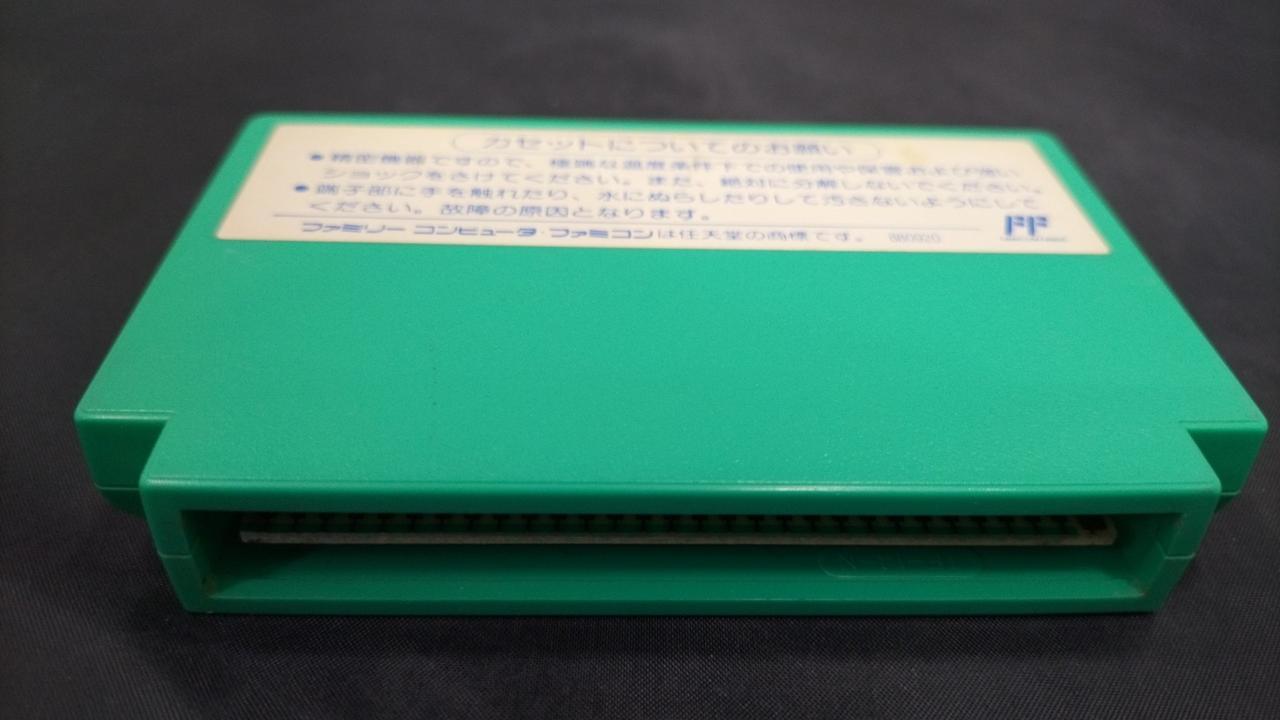 カセットについてのお願い
● 精密機器ですので、極端な温度条件下での使用や保管および強い
ショックをさけてください。また、絶対に分解しないでください。
● 端子部に手を触れたり、水にぬらしたりして汚さないようにして
ください。故障の原因となります。
ファミリー コンピュータ・ファミコンは任天堂の商標です。 880920
FF